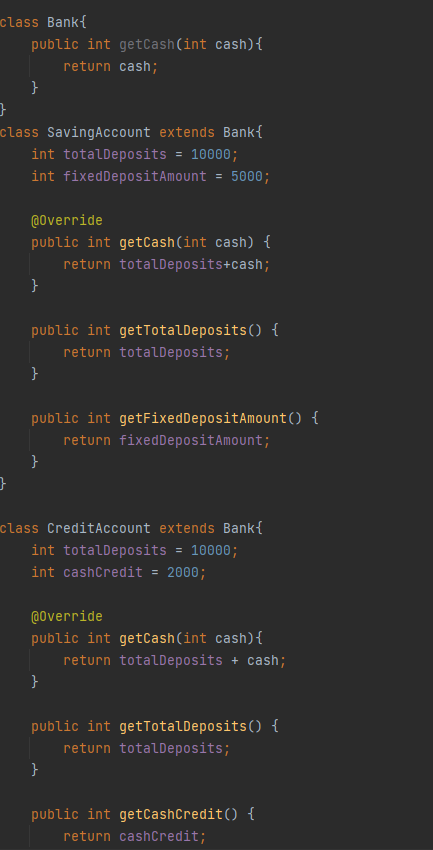 class Bank{
    public int getCash(int cash){
        return cash;
    }
}
class SavingAccount extends Bank{
    int totalDeposits = 10000;
    int fixedDepositAmount = 5000;

    @Override
    public int getCash(int cash) {
        return totalDeposits+cash;
    }

    public int getTotalDeposits() {
        return totalDeposits;
    }

    public int getFixedDepositAmount() {
        return fixedDepositAmount;
    }
}

class CreditAccount extends Bank{
    int totalDeposits = 10000;
    int cashCredit = 2000;

    @Override
    public int getCash(int cash){
        return totalDeposits + cash;
    }

    public int getTotalDeposits() {
        return totalDeposits;
    }

    public int getCashCredit() {
        return cashCredit;